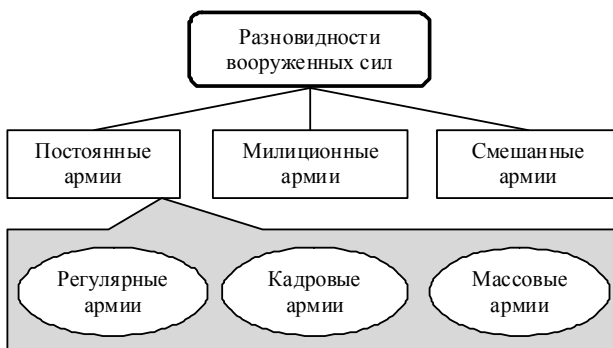 Разновидности
вооруженных сил
Постоянные
армии
Милиционные
армии
Смешанные
армии
Регулярные
армии
Кадровые
армии
Массовые
армии